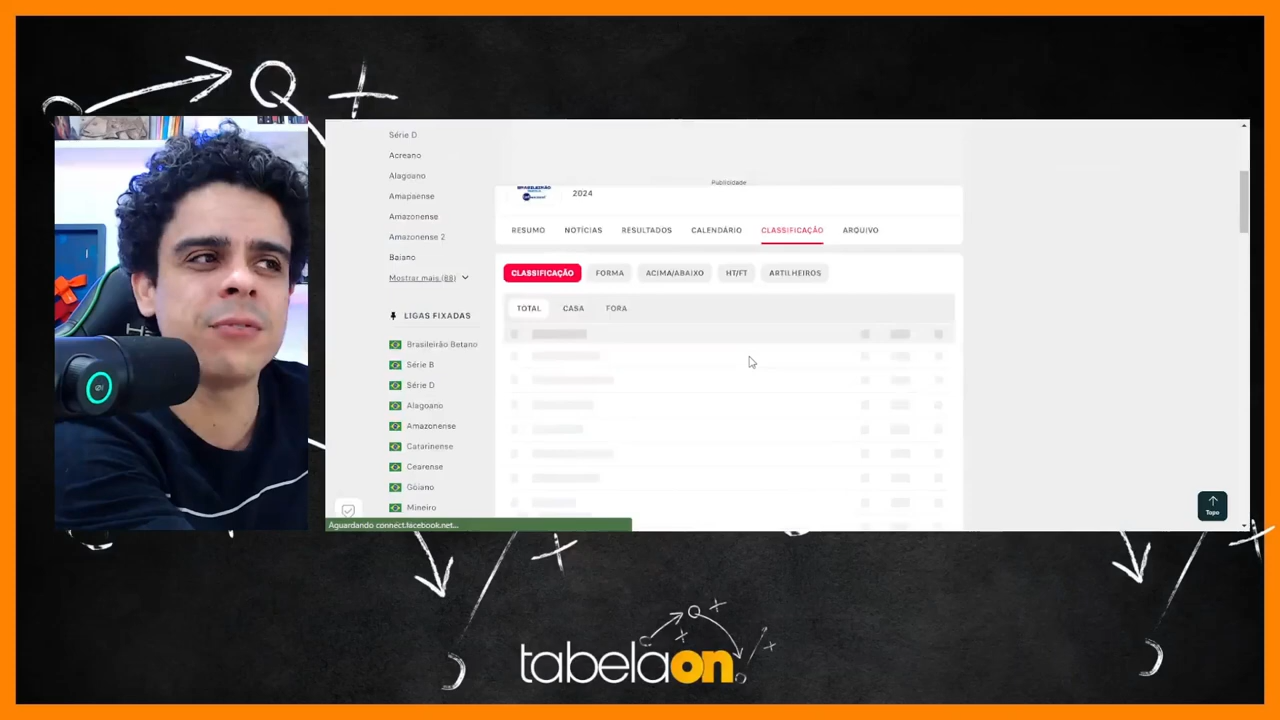 Série D
Acreano
Alagoano
Amapaense
Amazonense
Amazonense 2
Baiano
Mostrar mais (88)
LIGAS FIXADAS
Brasileirão Betano
Série B
Série D
Alagoano
Amazonense
Catarinense
Cearense
Goiano
Mineiro
Aguardando connect.facebook.net...
Publicidade
BRASILEIRÃO
2024
RESUMO NOTÍCIAS RESULTADOS CALENDÁRIO CLASSIFICAÇÃO ARQUIVO
CLASSIFICAÇÃO FORMA ACIMA/ABAIXO HT/FT ARTILHEIROS
TOTAL CASA FORA
Topo
tabelaon